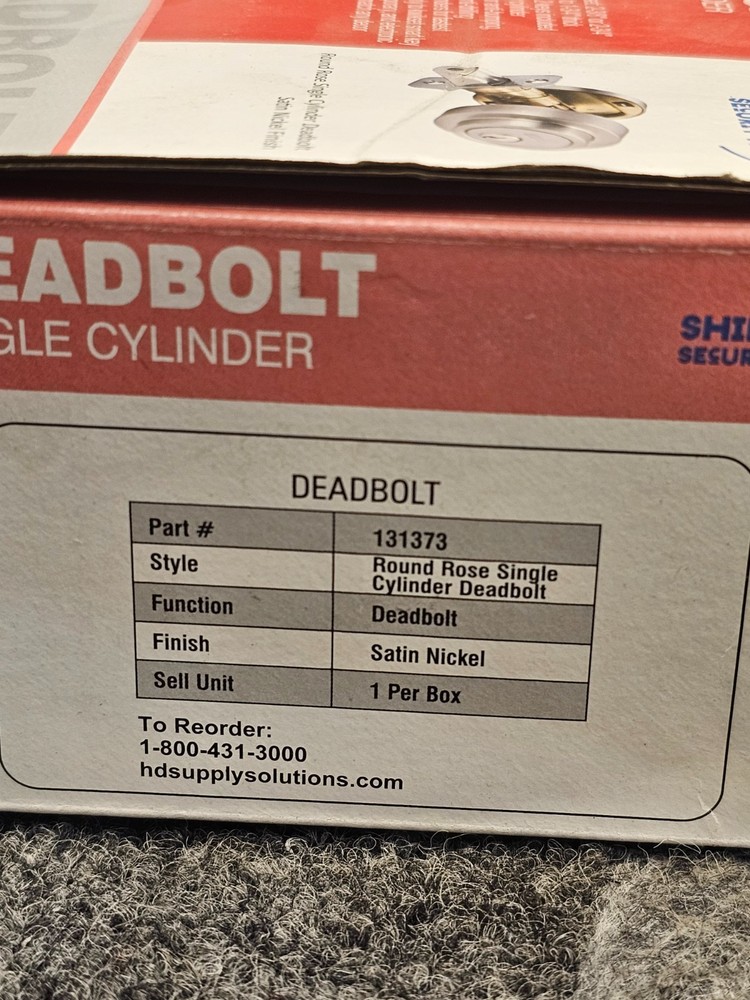 Round Rose Single Cylinder Deadbolt
Satin Nickel Finish
EADBOLT
GLE CYLINDER
SHI
SECUR
DEADBOLT
Part # 131373
Style Round Rose Single
Cylinder Deadbolt
Function Deadbolt
Finish Satin Nickel
Sell Unit 1 Per Box
To Reorder:
1-800-431-3000
hdsupplysolutions.com